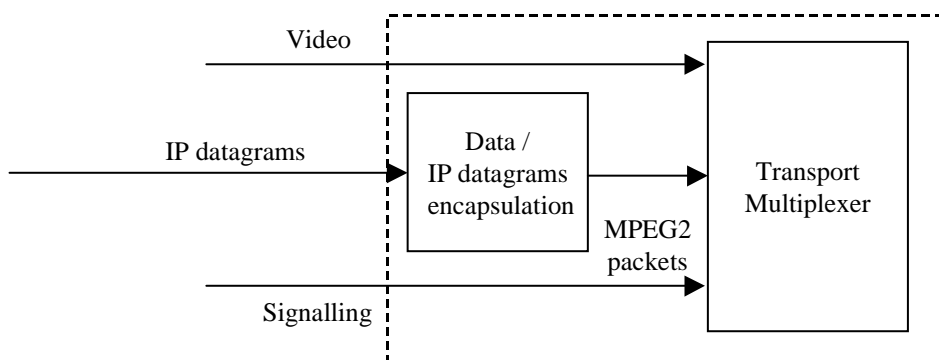 Video
IP datagrams
Data /
IP datagrams
encapsulation
Transport
Multiplexer
MPEG2
packets
Signalling